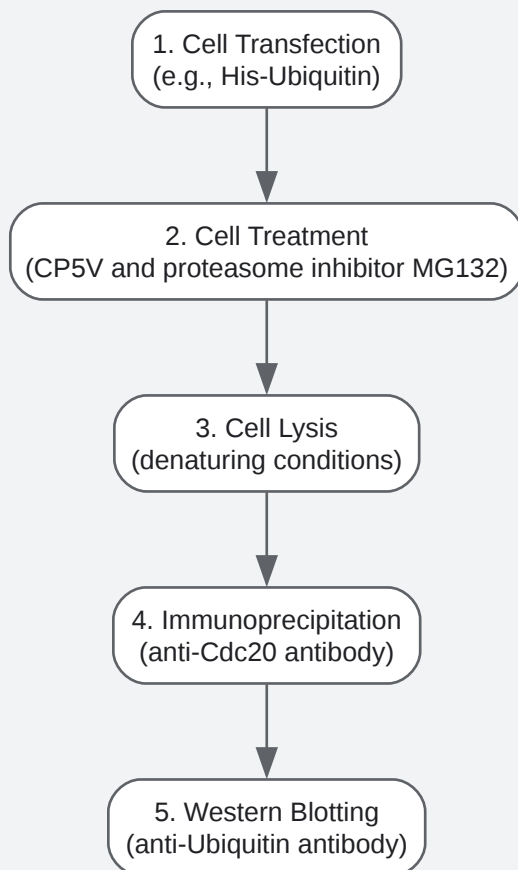 1. Cell Transfection
(e.g., His-Ubiquitin)
2. Cell Treatment
(CP5V and proteasome inhibitor MG132)
3. Cell Lysis
(denaturing conditions)
4. Immunoprecipitation
(anti-Cdc20 antibody)
5. Western Blotting
(anti-Ubiquitin antibody)